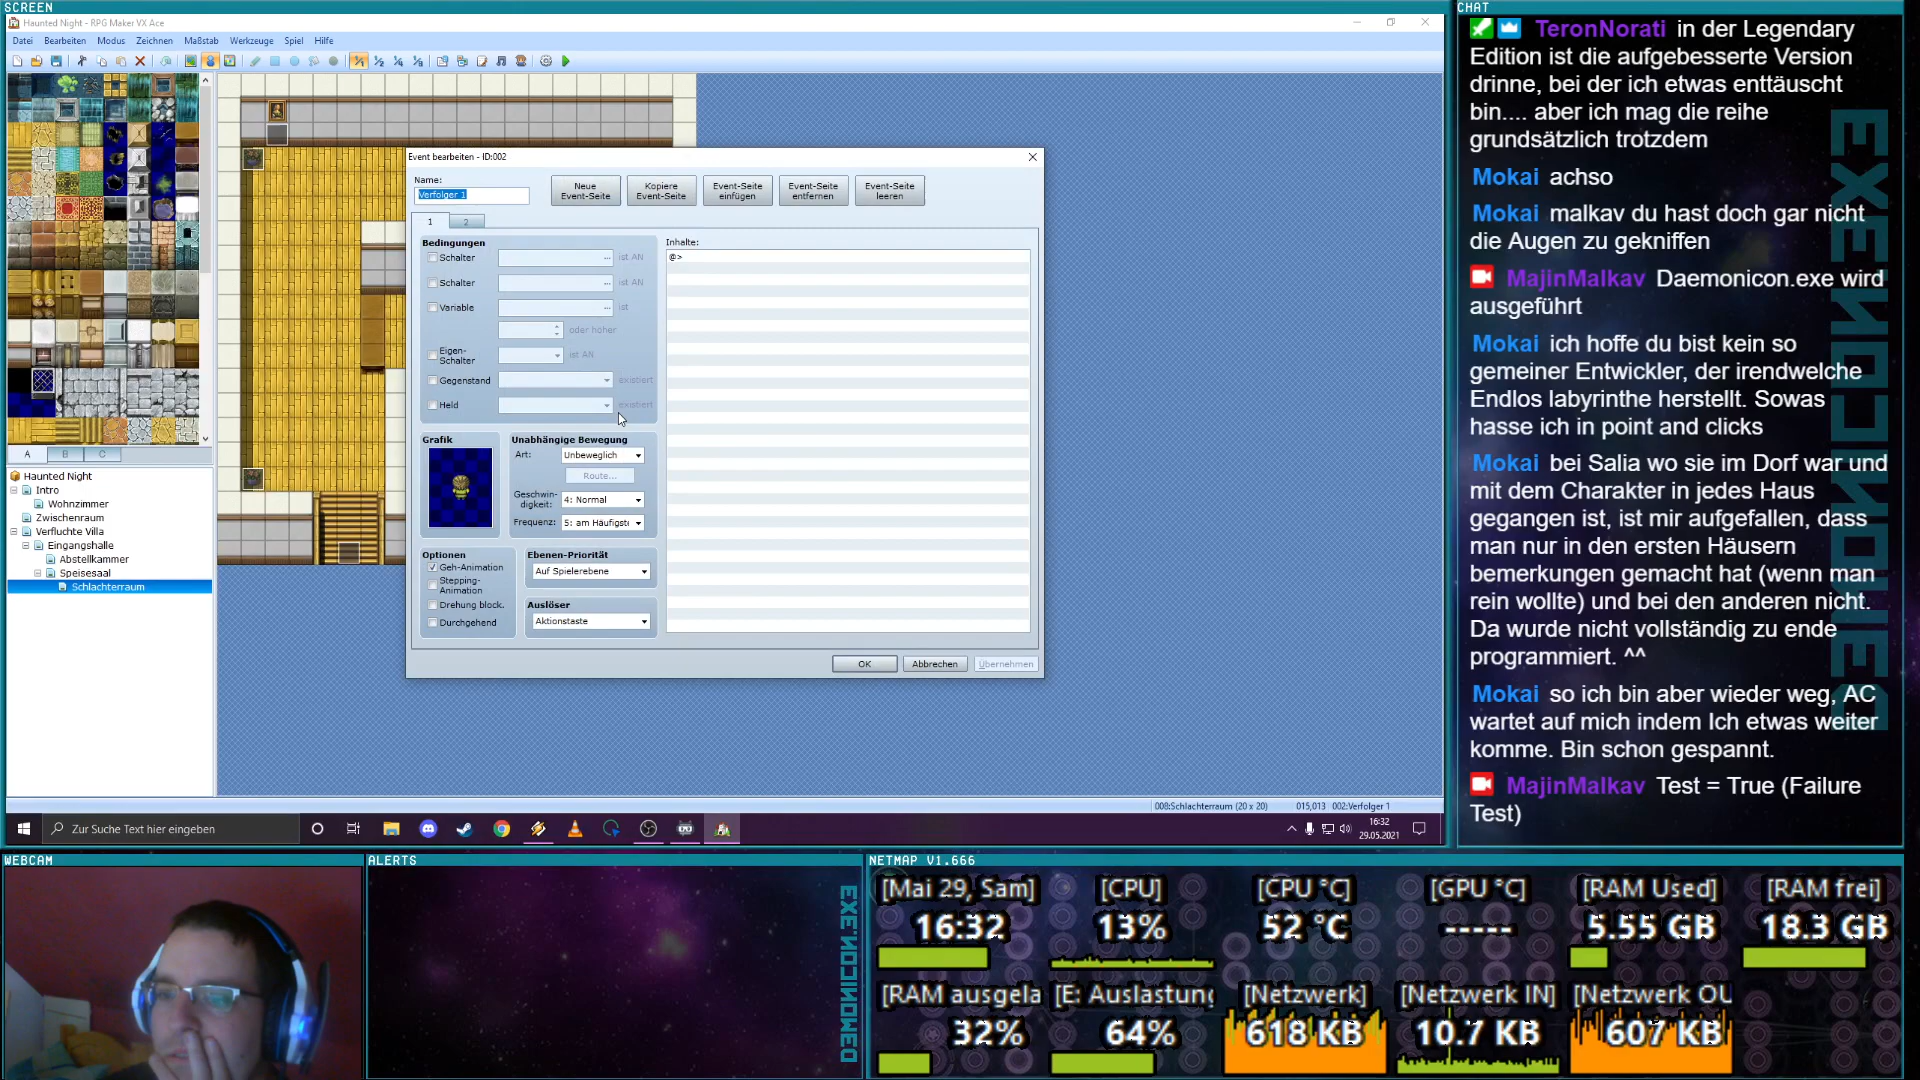 SCREEN
Haunted Night - RPG Maker VX Ace
Datei Bearbeiten Modus Zeichnen Maßstab Werkzeuge Spiel Hilfe
Event bearbeiten - ID:002
Name:
Verfolger 1
Neue Event-Seite
Kopiere Event-Seite
Event-Seite einfügen
Event-Seite entfernen
Event-Seite leeren
1 2
Bedingungen
Schalter ... ist AN
Schalter ... ist AN
Variable ... ist
oder höher
Eigen-Schalter ist AN
Gegenstand existiert
Held existiert
Inhalte:
@>
Grafik
Unabhängige Bewegung
Art: Unbeweglich
Route...
Geschwin-digkeit: 4: Normal
Frequenz: 5: am Häufigst
Optionen
Geh-Animation
Stepping-Animation
Drehung block.
Durchgehend
Ebenen-Priorität
Auf Spielerebene
Auslöser
Aktionstaste
OK Abbrechen Übernehmen
A B C
Haunted Night
Intro
Wohnzimmer
Zwischenraum
Verfluchte Villa
Eingangshalle
Abstellkammer
Speisesaal
Schlachterraum
008:Schlachterraum (20 x 20) 015,013 002:Verfolger 1
Zur Suche Text hier eingeben
16:32
29.05.2021
CHAT
TeronNorati in der Legendary
Edition ist die aufgebesserte Version
drinne, bei der ich etwas enttäuscht
bin.... aber ich mag die reihe
grundsätzlich trotzdem
Mokai achso
Mokai malkav du hast doch gar nicht
die Augen zu gekniffen
MajinMalkav Daemonicon.exe wird
ausgeführt
Mokai ich hoffe du bist kein so
gemeiner Entwickler, der irendwelche
Endlos labyrinthe herstellt. Sowas
hasse ich in point and clicks
Mokai bei Salia wo sie im Dorf war und
mit dem Charakter in jedes Haus
gegangen ist, ist mir aufgefallen, dass
man nur in den ersten Häusern
bemerkungen gemacht hat (wenn man
rein wollte) und bei den anderen nicht.
Da wurde nicht vollständig zu ende
programmiert. ^^
Mokai so ich bin aber wieder weg, AC
wartet auf mich indem Ich etwas weiter
komme. Bin schon gespannt.
MajinMalkav Test = True (Failure
Test)
WEBCAM
ALERTS
NETMAP V1.666
[Mai 29, Sam] [CPU] [CPU °C] [GPU °C] [RAM Used] [RAM frei]
16:32 13% 52 °C ----- 5.55 GB 18.3 GB
[RAM ausgela [E: Auslastung [Netzwerk] [Netzwerk IN] [Netzwerk OU
32% 64% 618 KB 10.7 KB 607 KB